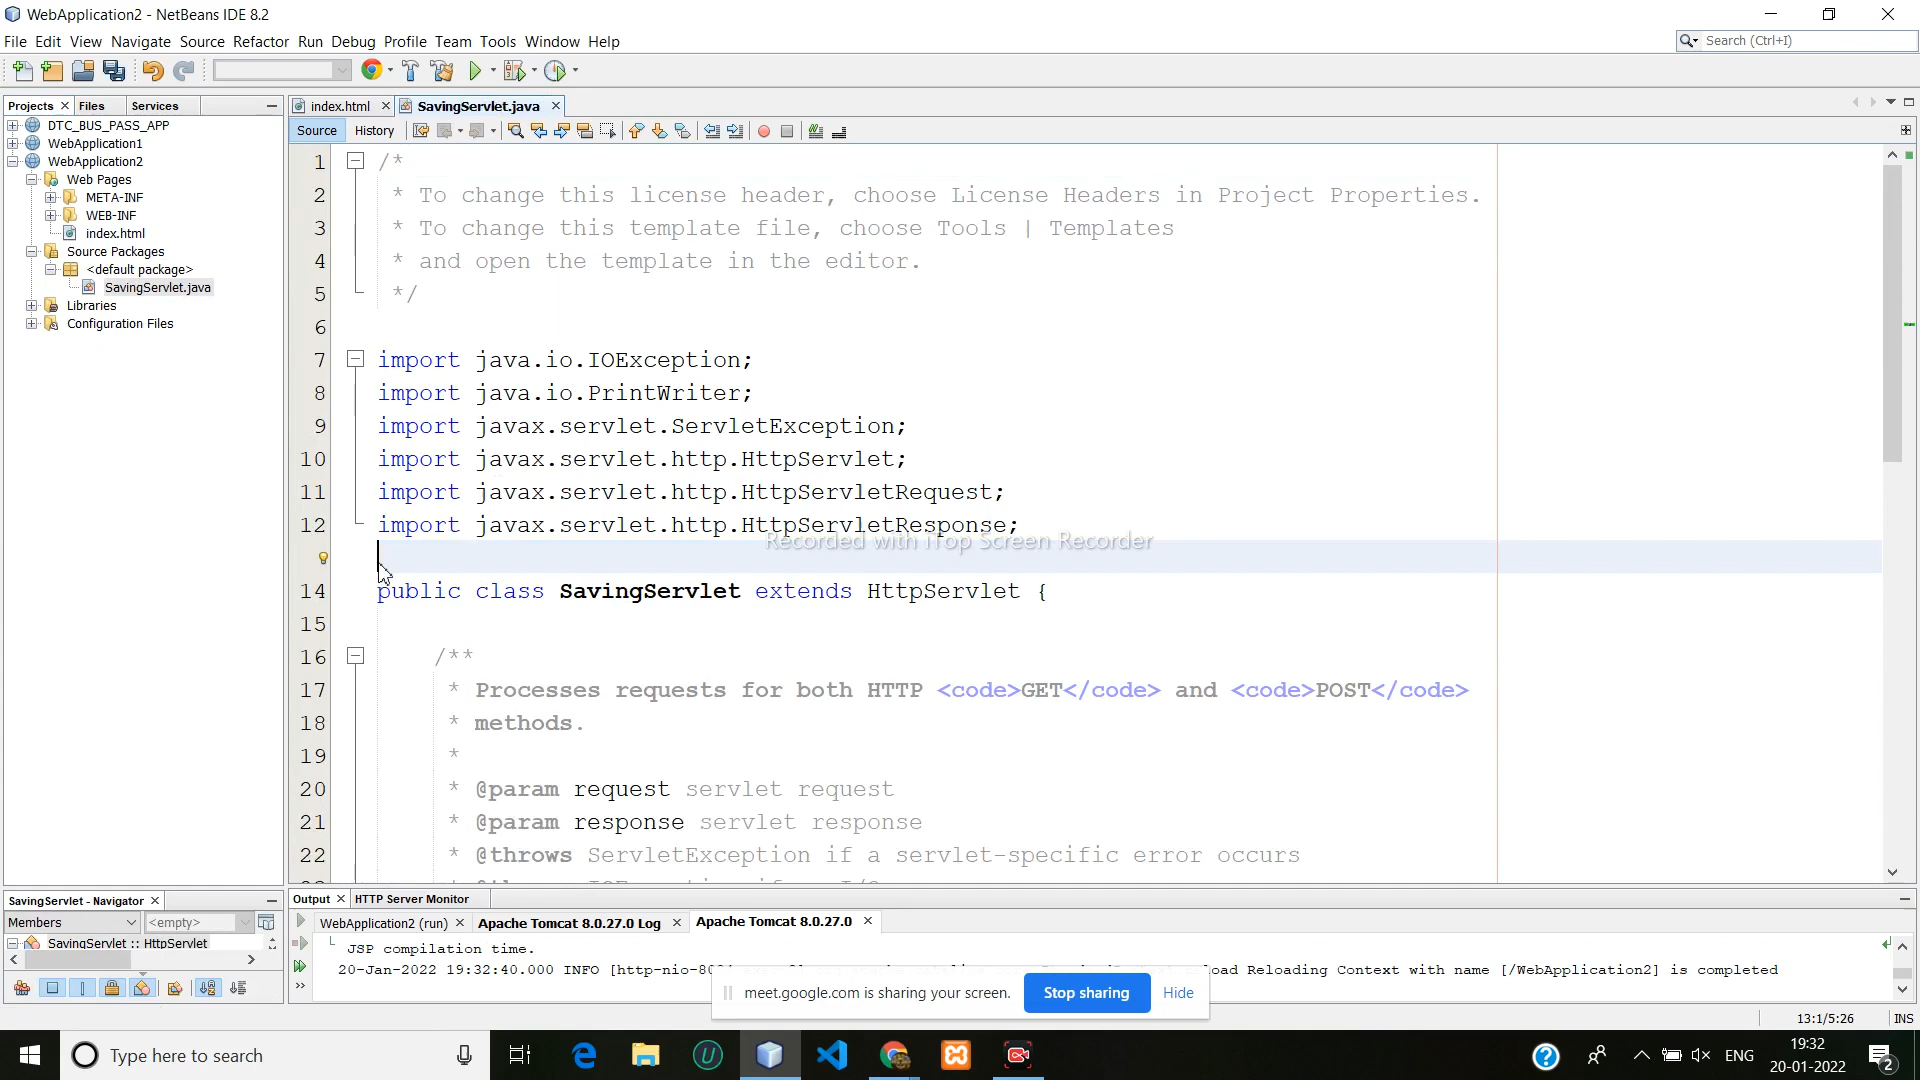 WebApplication2 - NetBeans IDE 8.2
File Edit View Navigate Source Refactor Run Debug Profile Team Tools Window Help
Search (Ctrl+I)
Projects Files Services
index.html SavingServlet.java
DTC_BUS_PASS_APP
WebApplication1
WebApplication2
Web Pages
META-INF
WEB-INF
index.html
Source Packages
<default package>
SavingServlet.java
Libraries
Configuration Files
Source History
1 /*
2 * To change this license header, choose License Headers in Project Properties.
3 * To change this template file, choose Tools | Templates
4 * and open the template in the editor.
5 */
6
7 import java.io.IOException;
8 import java.io.PrintWriter;
9 import javax.servlet.ServletException;
10 import javax.servlet.http.HttpServlet;
11 import javax.servlet.http.HttpServletRequest;
12 import javax.servlet.http.HttpServletResponse;
Recorded with iTop Screen Recorder
14 public class SavingServlet extends HttpServlet {
15
16 /**
17 * Processes requests for both HTTP <code>GET</code> and <code>POST</code>
18 * methods.
19 *
20 * @param request servlet request
21 * @param response servlet response
22 * @throws ServletException if a servlet-specific error occurs
SavingServlet - Navigator
Members <empty>
SavingServlet :: HttpServlet
Output HTTP Server Monitor
WebApplication2 (run) Apache Tomcat 8.0.27.0 Log Apache Tomcat 8.0.27.0
JSP compilation time.
20-Jan-2022 19:32:40.000 INFO [http-nio-80 Reloading Context with name [/WebApplication2] is completed
meet.google.com is sharing your screen. Stop sharing Hide
13:1/5:26 INS
Type here to search
ENG
19:32
20-01-2022
2